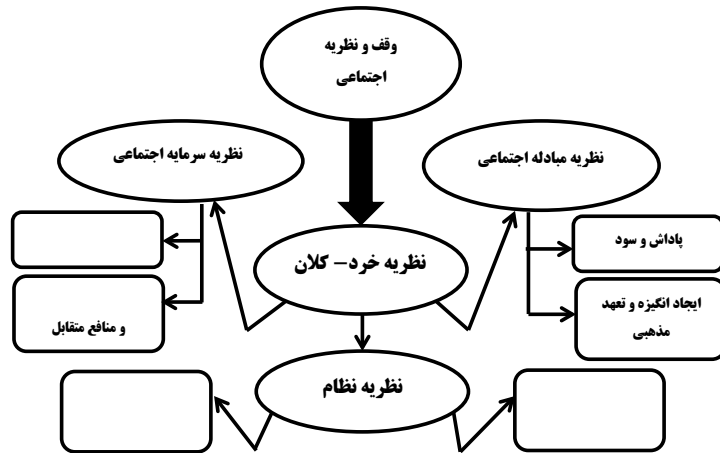 وقف و نظریه
اجتماعی
نظریه مبادله اجتماعی
نظریه سرمایه اجتماعی
پاداش و سود
نظریه خرد – کلان
ایجاد انگیزه و تعهد
مذهبی
و منافع متقابل
نظریه نظام